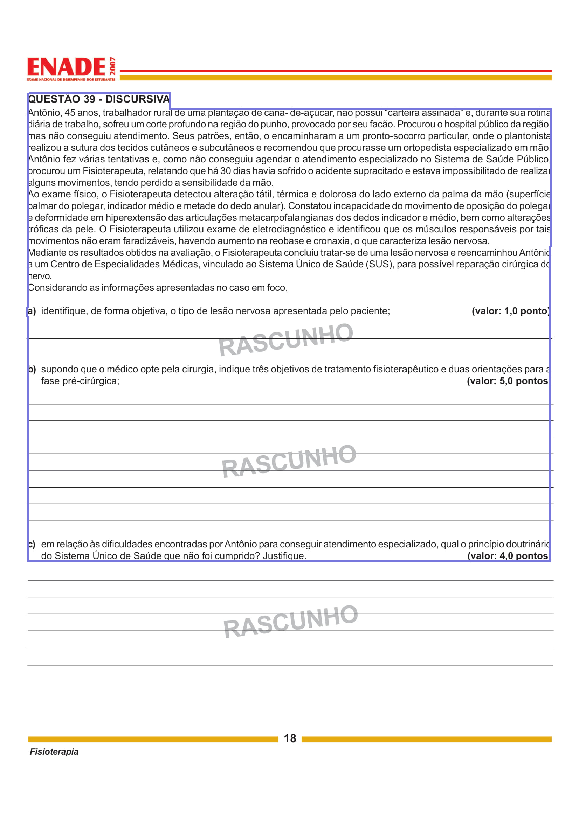 ENADE 2007
EXAME NACIONAL DE DESEMPENHO DOS ESTUDANTES
QUESTÃO 39 - DISCURSIVA
Antônio, 45 anos, trabalhador rural de uma plantação de cana- de-açúcar, não possui “carteira assinada” e, durante sua rotina
diária de trabalho, sofreu um corte profundo na região do punho, provocado por seu facão. Procurou o hospital público da região
mas não conseguiu atendimento. Seus patrões, então, o encaminharam a um pronto-socorro particular, onde o plantonista
realizou a sutura dos tecidos cutâneos e subcutâneos e recomendou que procurasse um ortopedista especializado em mão.
Antônio fez várias tentativas e, como não conseguiu agendar o atendimento especializado no Sistema de Saúde Público,
procurou um Fisioterapeuta, relatando que há 30 dias havia sofrido o acidente supracitado e estava impossibilitado de realizar
alguns movimentos, tendo perdido a sensibilidade da mão.
Ao exame físico, o Fisioterapeuta detectou alteração tátil, térmica e dolorosa do lado externo da palma da mão (superfície
palmar do polegar, indicador médio e metade do dedo anular). Constatou incapacidade do movimento de oposição do polegar
e deformidade em hiperextensão das articulações metacarpofalangianas dos dedos indicador e médio, bem como alterações
tróficas da pele. O Fisioterapeuta utilizou exame de eletrodiagnóstico e identificou que os músculos responsáveis por tais
movimentos não eram faradizáveis, havendo aumento na reobase e cronaxia, o que caracteriza lesão nervosa.
Mediante os resultados obtidos na avaliação, o Fisioterapeuta concluiu tratar-se de uma lesão nervosa e reencaminhou Antônio
a um Centro de Especialidades Médicas, vinculado ao Sistema Único de Saúde (SUS), para possível reparação cirúrgica do
nervo.
Considerando as informações apresentadas no caso em foco,
a) identifique, de forma objetiva, o tipo de lesão nervosa apresentada pelo paciente; (valor: 1,0 ponto)
RASCUNHO
b) supondo que o médico opte pela cirurgia, indique três objetivos de tratamento fisioterapêutico e duas orientações para a
fase pré-cirúrgica; (valor: 5,0 pontos
RASCUNHO
c) em relação às dificuldades encontradas por Antônio para conseguir atendimento especializado, qual o princípio doutrinário
do Sistema Único de Saúde que não foi cumprido? Justifique. (valor: 4,0 pontos
RASCUNHO
18
Fisioterapia